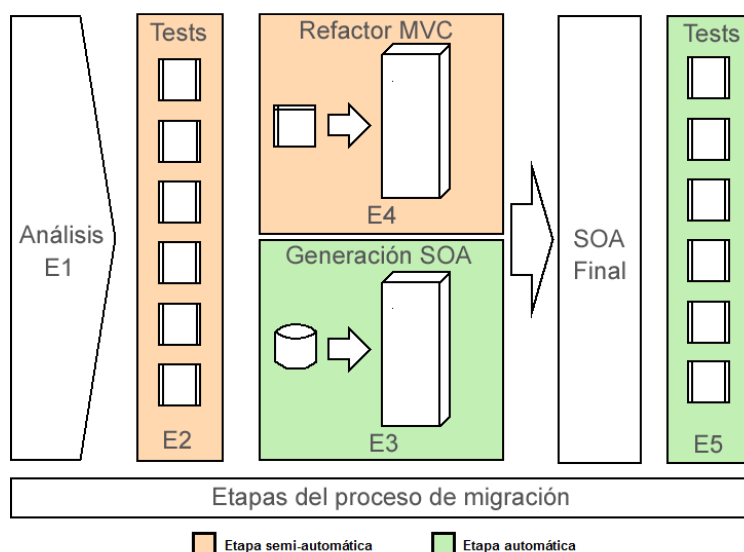 Análisis
E1
Tests
E2
Refactor MVC
E4
Generación SOA
E3
SOA
Final
Tests
E5
Etapas del proceso de migración
Etapa semi-automática
Etapa automática